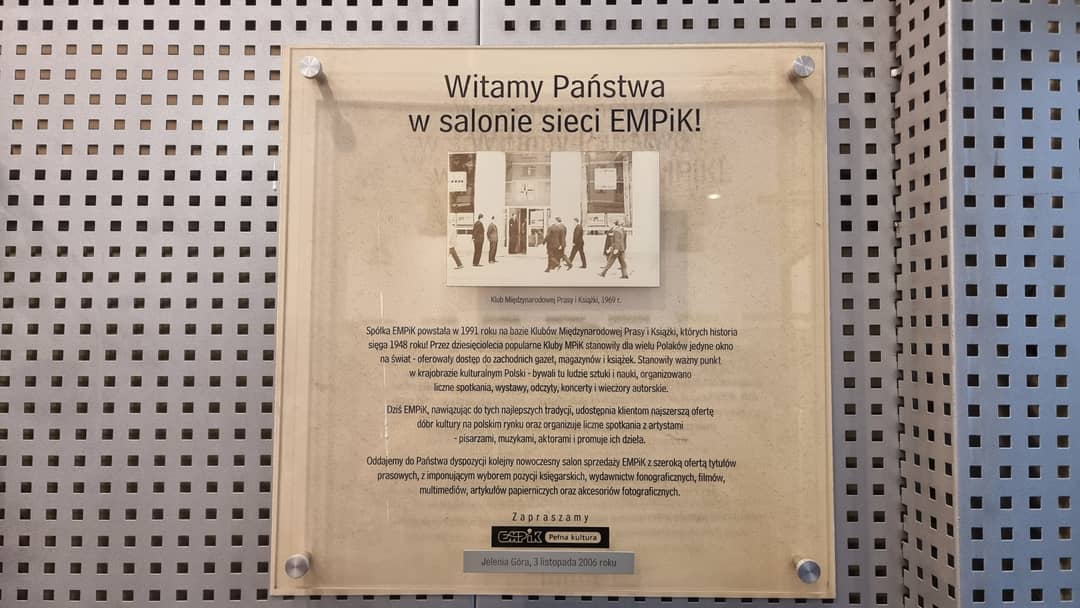 Witamy Państwa
w salonie sieci EMPiK!
Klub Międzynarodowej Prasy i Książki, 1969 r.
Spółka EMPiK powstała w 1991 roku na bazie Klubów Międzynarodowej Prasy i Książki, których historia
sięga 1948 roku! Przez dziesięciolecia popularne Kluby MPiK stanowiły dla wielu Polaków jedyne okno
na świat - oferowały dostęp do zachodnich gazet, magazynów i książek. Stanowiły ważny punkt
w krajobrazie kulturalnym Polski - bywali tu ludzie sztuki i nauki, organizowano
liczne spotkania, wystawy, odczyty, koncerty i wieczory autorskie.
Dziś EMPiK, nawiązując do tych najlepszych tradycji, udostępnia klientom najszerszą ofertę
dóbr kultury na polskim rynku oraz organizuje liczne spotkania z artystami
- pisarzami, muzykami, aktorami i promuje ich dzieła.
Oddajemy do Państwa dyspozycji kolejny nowoczesny salon sprzedaży EMPiK z szeroką ofertą tytułów
prasowych, z imponującym wyborem pozycji księgarskich, wydawnictw fonograficznych, filmów,
multimediów, artykułów papierniczych oraz akcesoriów fotograficznych.
Zapraszamy
EMPiK Pełna kultura
Jelenia Góra, 3 listopada 2006 roku